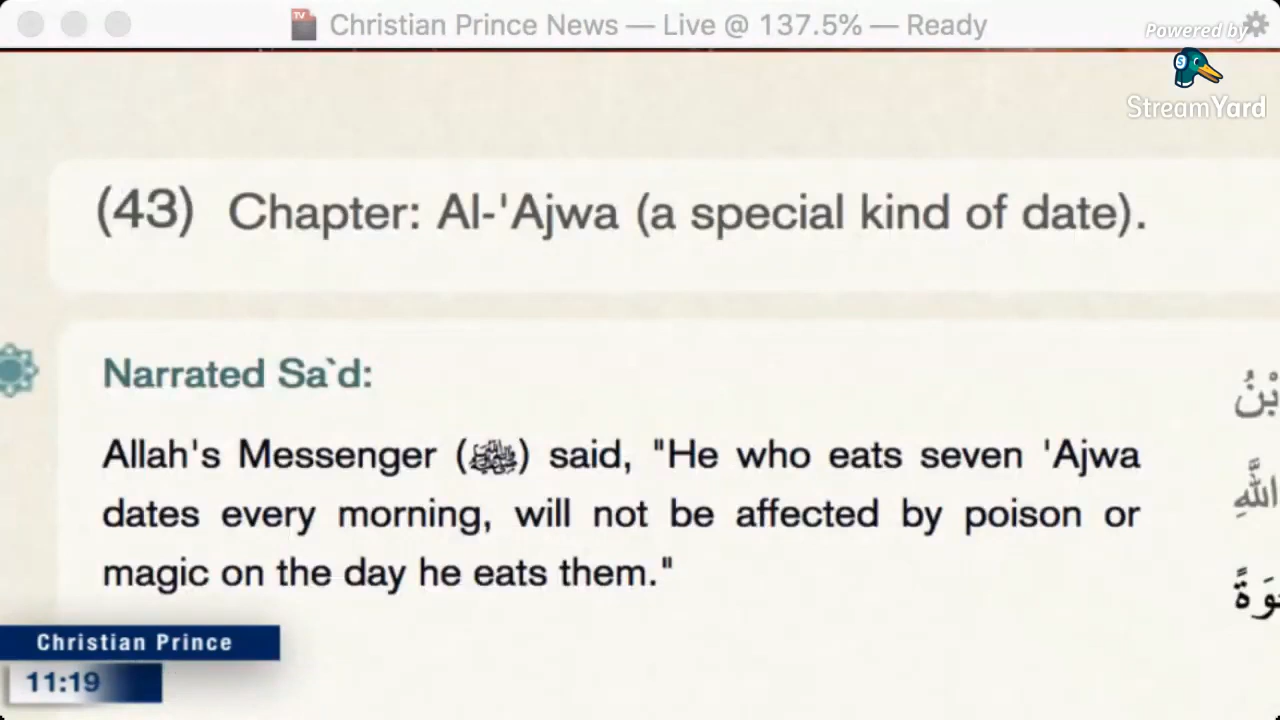 Christian Prince News — Live @ 137.5% — Ready
Powered by
StreamYard
(43) Chapter: Al-'Ajwa (a special kind of date).
Narrated Sa`d:
Allah's Messenger (ﷺ) said, "He who eats seven 'Ajwa
dates every morning, will not be affected by poison or
magic on the day he eats them."
Christian Prince
11:19